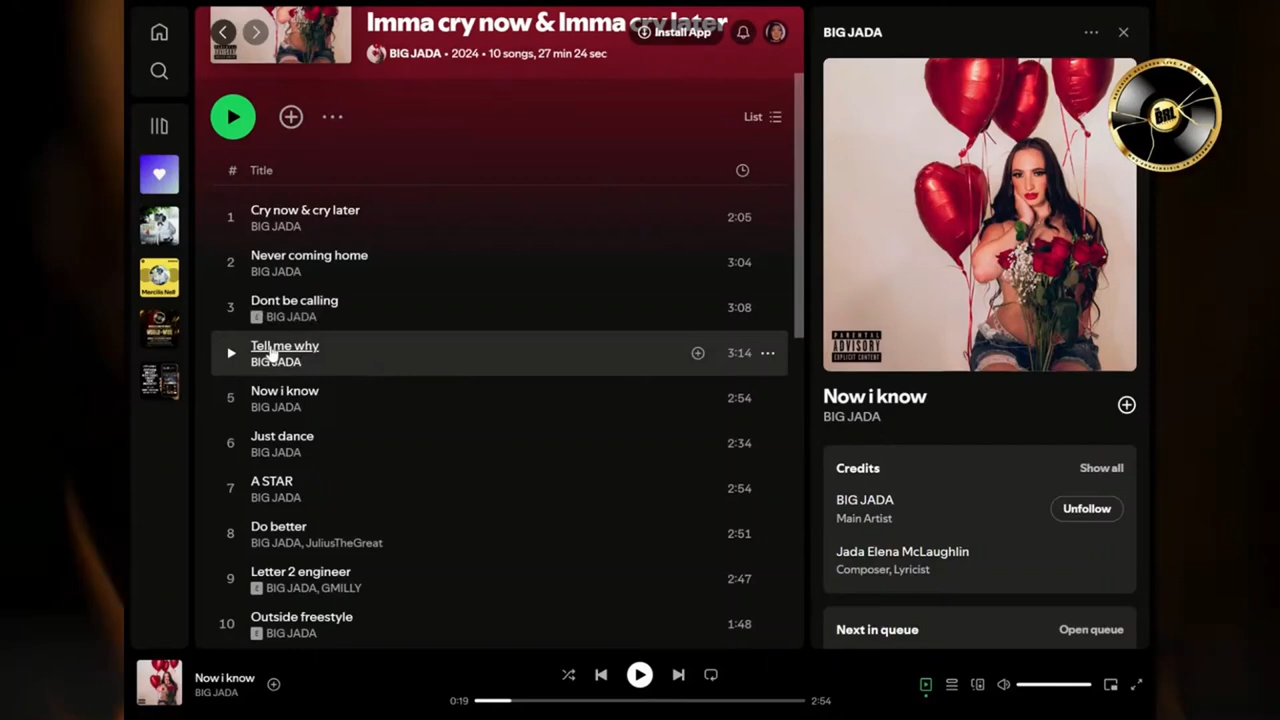 Imma cry now & Imma cry later
BIG JADA • 2024 • 10 songs, 27 min 24 sec
Install App
List
# Title
1 Cry now & cry later 2:05
BIG JADA
2 Never coming home 3:04
BIG JADA
3 Dont be calling 3:08
E BIG JADA
Tell me why 3:14
BIG JADA
5 Now i know 2:54
BIG JADA
6 Just dance 2:34
BIG JADA
7 A STAR 2:54
BIG JADA
8 Do better 2:51
BIG JADA, JuliusTheGreat
9 Letter 2 engineer 2:47
E BIG JADA, GMILLY
10 Outside freestyle 1:48
E BIG JADA
Mercilis Nell
BIG JADA
BRL
PARENTAL
ADVISORY
EXPLICIT CONTENT
Now i know
BIG JADA
Credits Show all
BIG JADA
Main Artist
Unfollow
Jada Elena McLaughlin
Composer, Lyricist
Next in queue Open queue
Now i know
BIG JADA
0:19 2:54